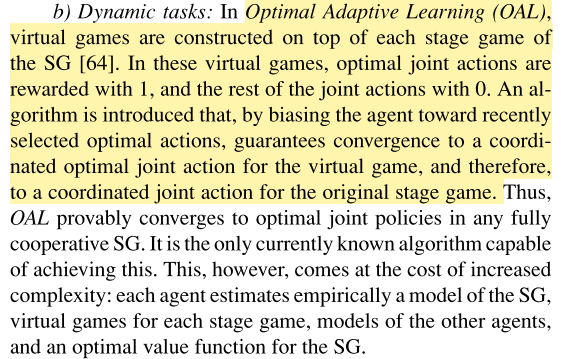 b) Dynamic tasks: In Optimal Adaptive Learning (OAL),
virtual games are constructed on top of each stage game of
the SG [64]. In these virtual games, optimal joint actions are
rewarded with 1, and the rest of the joint actions with 0. An al-
gorithm is introduced that, by biasing the agent toward recently
selected optimal actions, guarantees convergence to a coordi-
nated optimal joint action for the virtual game, and therefore,
to a coordinated joint action for the original stage game. Thus,
OAL provably converges to optimal joint policies in any fully
cooperative SG. It is the only currently known algorithm capable
of achieving this. This, however, comes at the cost of increased
complexity: each agent estimates empirically a model of the SG,
virtual games for each stage game, models of the other agents,
and an optimal value function for the SG.